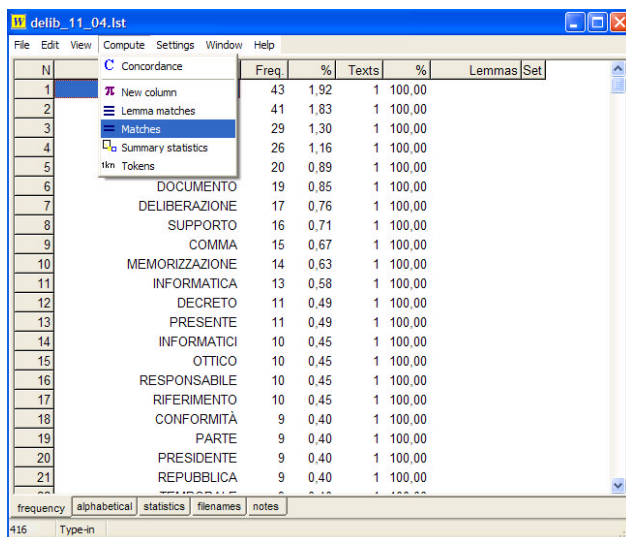 W delib_11_04.lst
File Edit View Compute Settings Window Help
N Freq. % Texts % Lemmas Set
C Concordance
π New column
Lemma matches
Matches
Summary statistics
1kn Tokens
1 43 1,92 1 100,00
2 41 1,83 1 100,00
3 29 1,30 1 100,00
4 26 1,16 1 100,00
5 20 0,89 1 100,00
6 DOCUMENTO 19 0,85 1 100,00
7 DELIBERAZIONE 17 0,76 1 100,00
8 SUPPORTO 16 0,71 1 100,00
9 COMMA 15 0,67 1 100,00
10 MEMORIZZAZIONE 14 0,63 1 100,00
11 INFORMATICA 13 0,58 1 100,00
12 DECRETO 11 0,49 1 100,00
13 PRESENTE 11 0,49 1 100,00
14 INFORMATICI 10 0,45 1 100,00
15 OTTICO 10 0,45 1 100,00
16 RESPONSABILE 10 0,45 1 100,00
17 RIFERIMENTO 10 0,45 1 100,00
18 CONFORMITÀ 9 0,40 1 100,00
19 PARTE 9 0,40 1 100,00
20 PRESIDENTE 9 0,40 1 100,00
21 REPUBBLICA 9 0,40 1 100,00
frequency alphabetical statistics filenames notes
416 Type-in